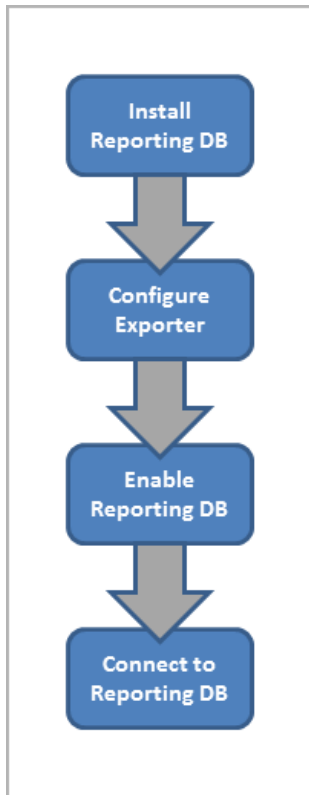 Install
Reporting DB
Configure
Exporter
Enable
Reporting DB
Connect to
Reporting DB